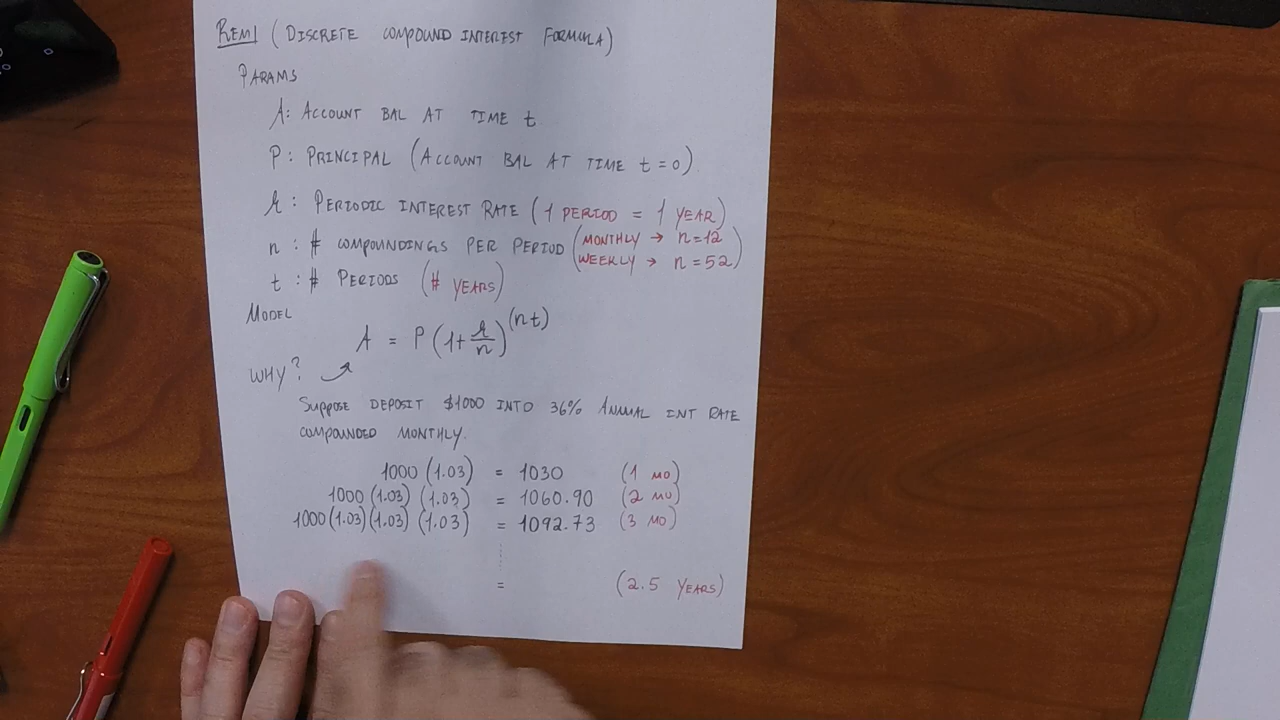 REM1 (DISCRETE COMPOUND INTEREST FORMULA)
PARAMS
A: ACCOUNT BAL AT TIME t
P: PRINCIPAL (ACCOUNT BAL AT TIME t=0)
r: PERIODIC INTEREST RATE (1 PERIOD = 1 YEAR)
n: # COMPOUNDINGS PER PERIOD (MONTHLY → n=12
WEEKLY → n=52)
t: # PERIODS (# YEARS)
MODEL
A = P(1+r/n)^(nt)
WHY?
SUPPOSE DEPOSIT $1000 INTO 36% ANNUAL INT RATE
COMPOUNDED MONTHLY.
1000 (1.03) = 1030 (1 MO)
1000 (1.03) (1.03) = 1060.90 (2 MO)
1000(1.03)(1.03) (1.03) = 1092.73 (3 MO)
= (2.5 YEARS)